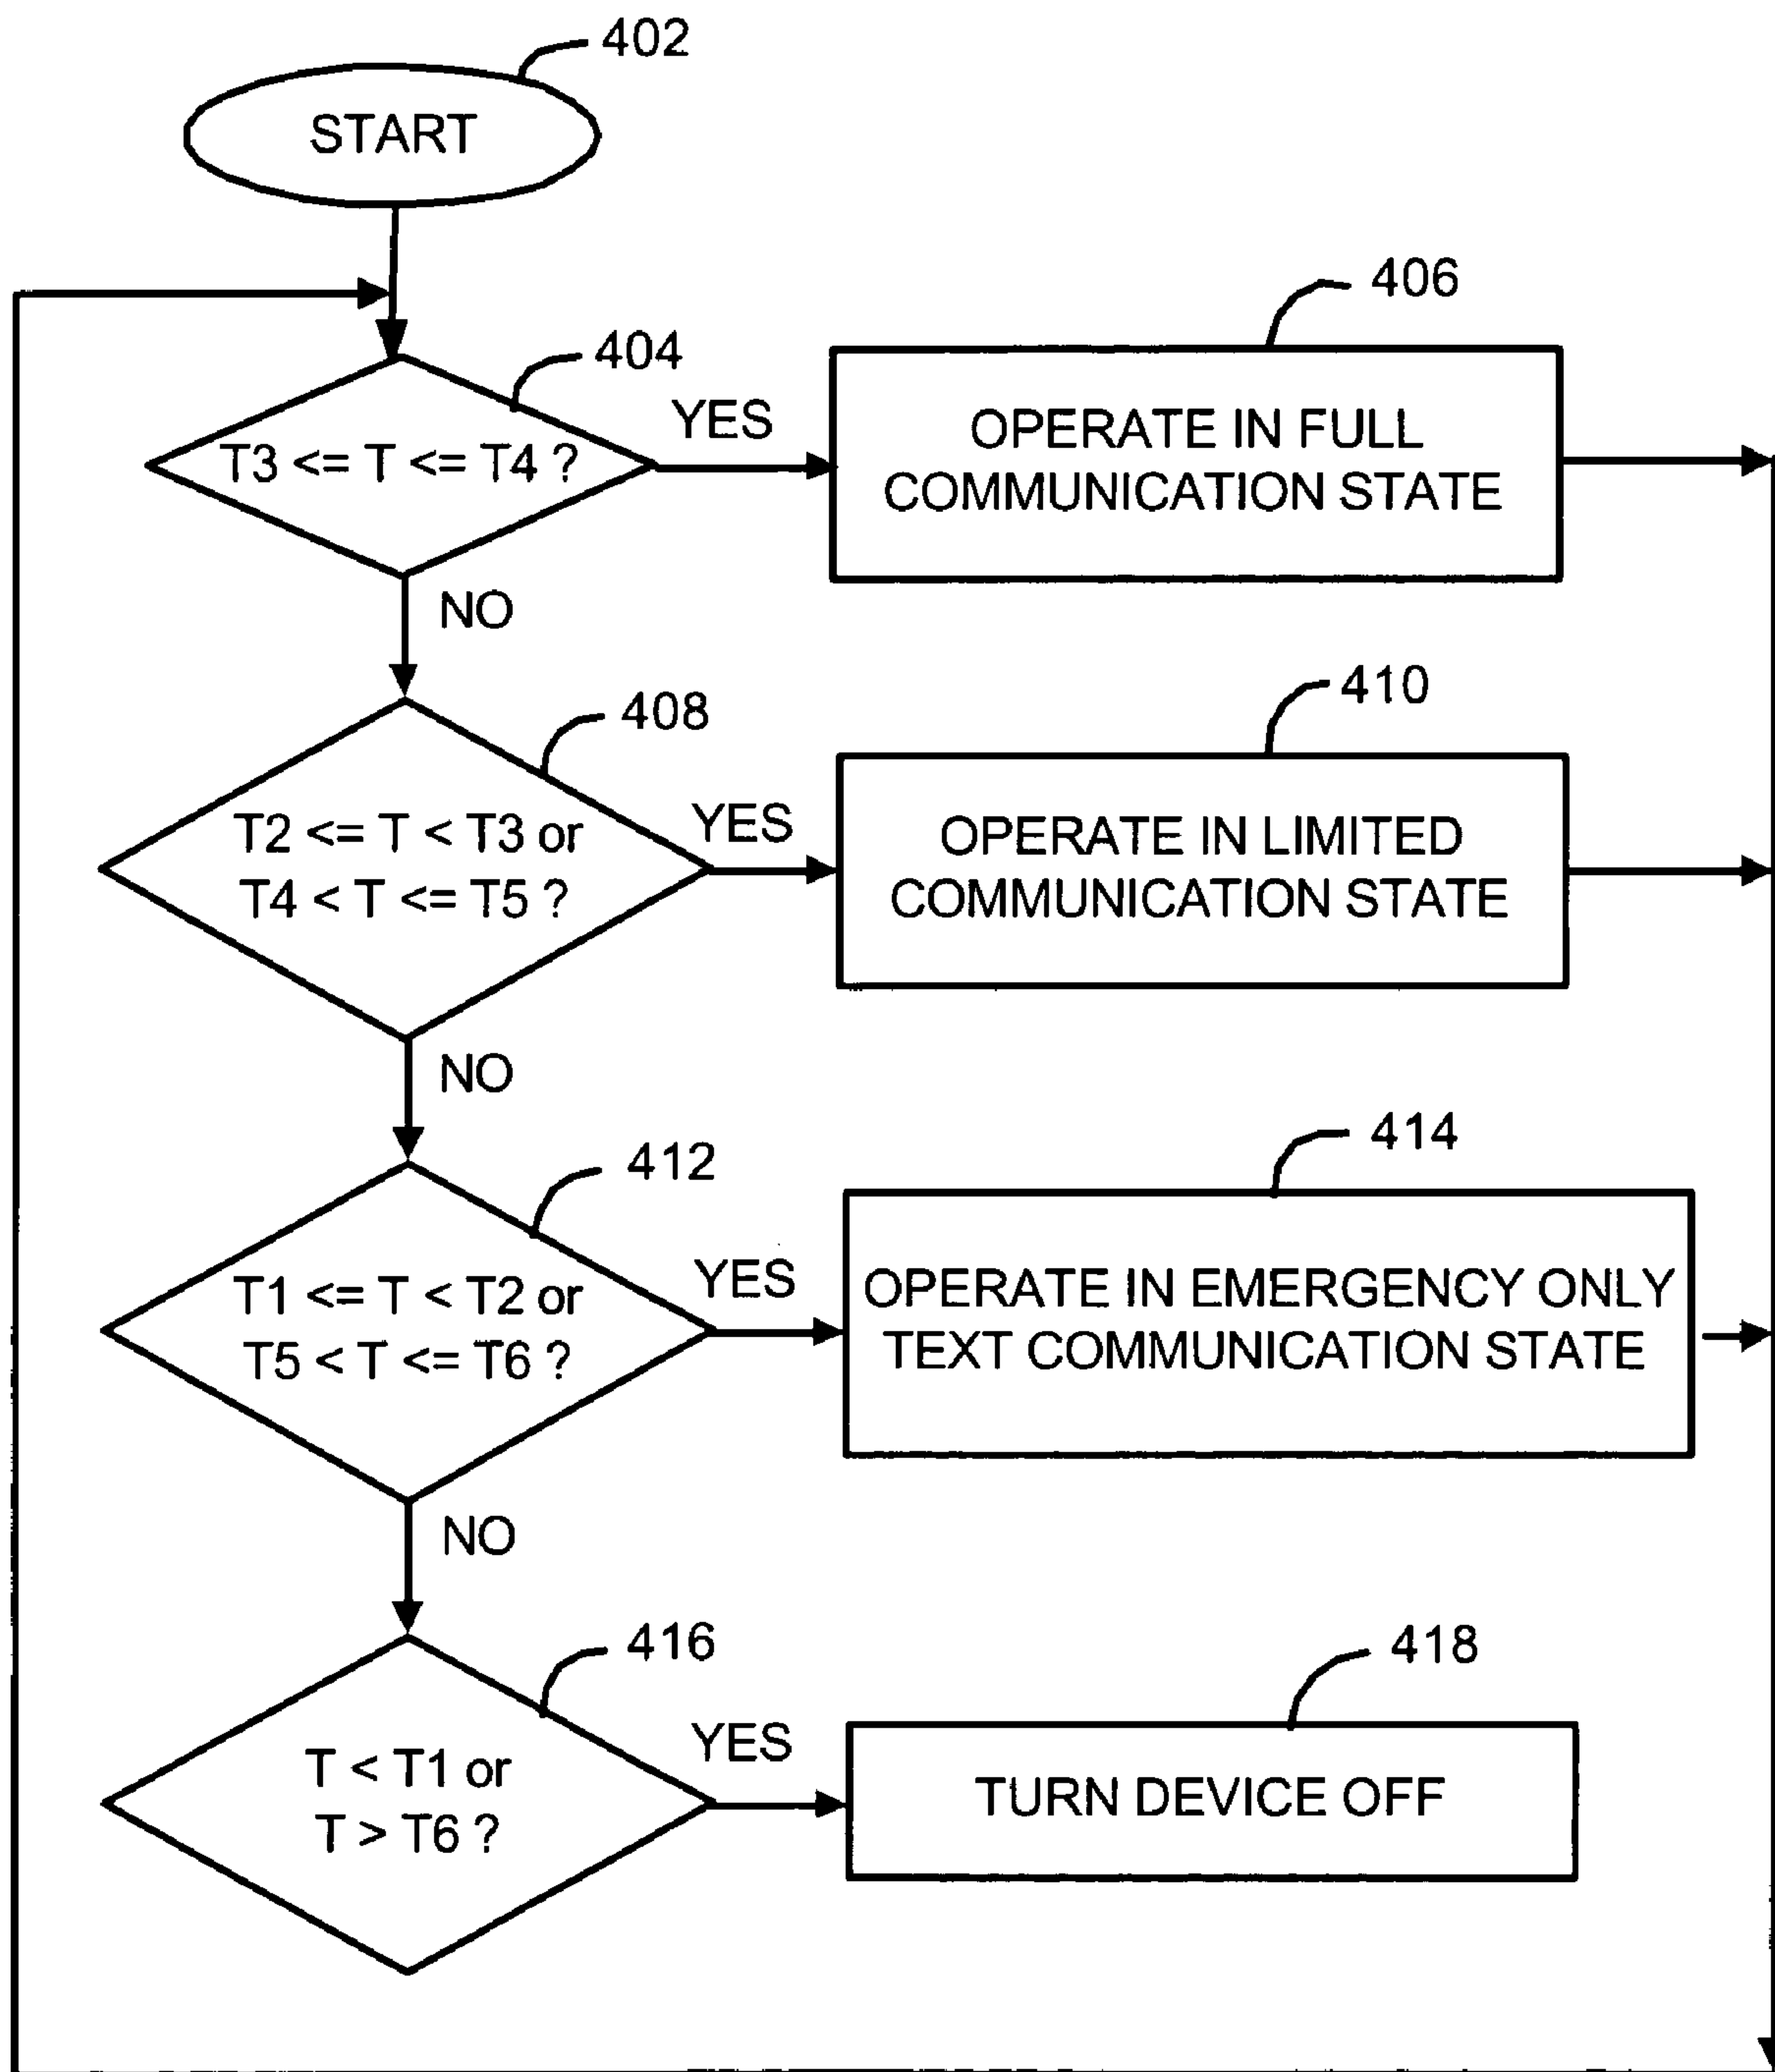 402
START
406
404
YES
T3 <= T <= T4 ?
OPERATE IN FULL
COMMUNICATION STATE
NO
410
408
YES
T2 <= T < T3 or
T4 < T <= T5 ?
OPERATE IN LIMITED
COMMUNICATION STATE
NO
414
412
YES
T1 <= T < T2 or
T5 < T <= T6 ?
OPERATE IN EMERGENCY ONLY
TEXT COMMUNICATION STATE
NO
416
418
YES
T < T1 or
T > T6 ?
TURN DEVICE OFF